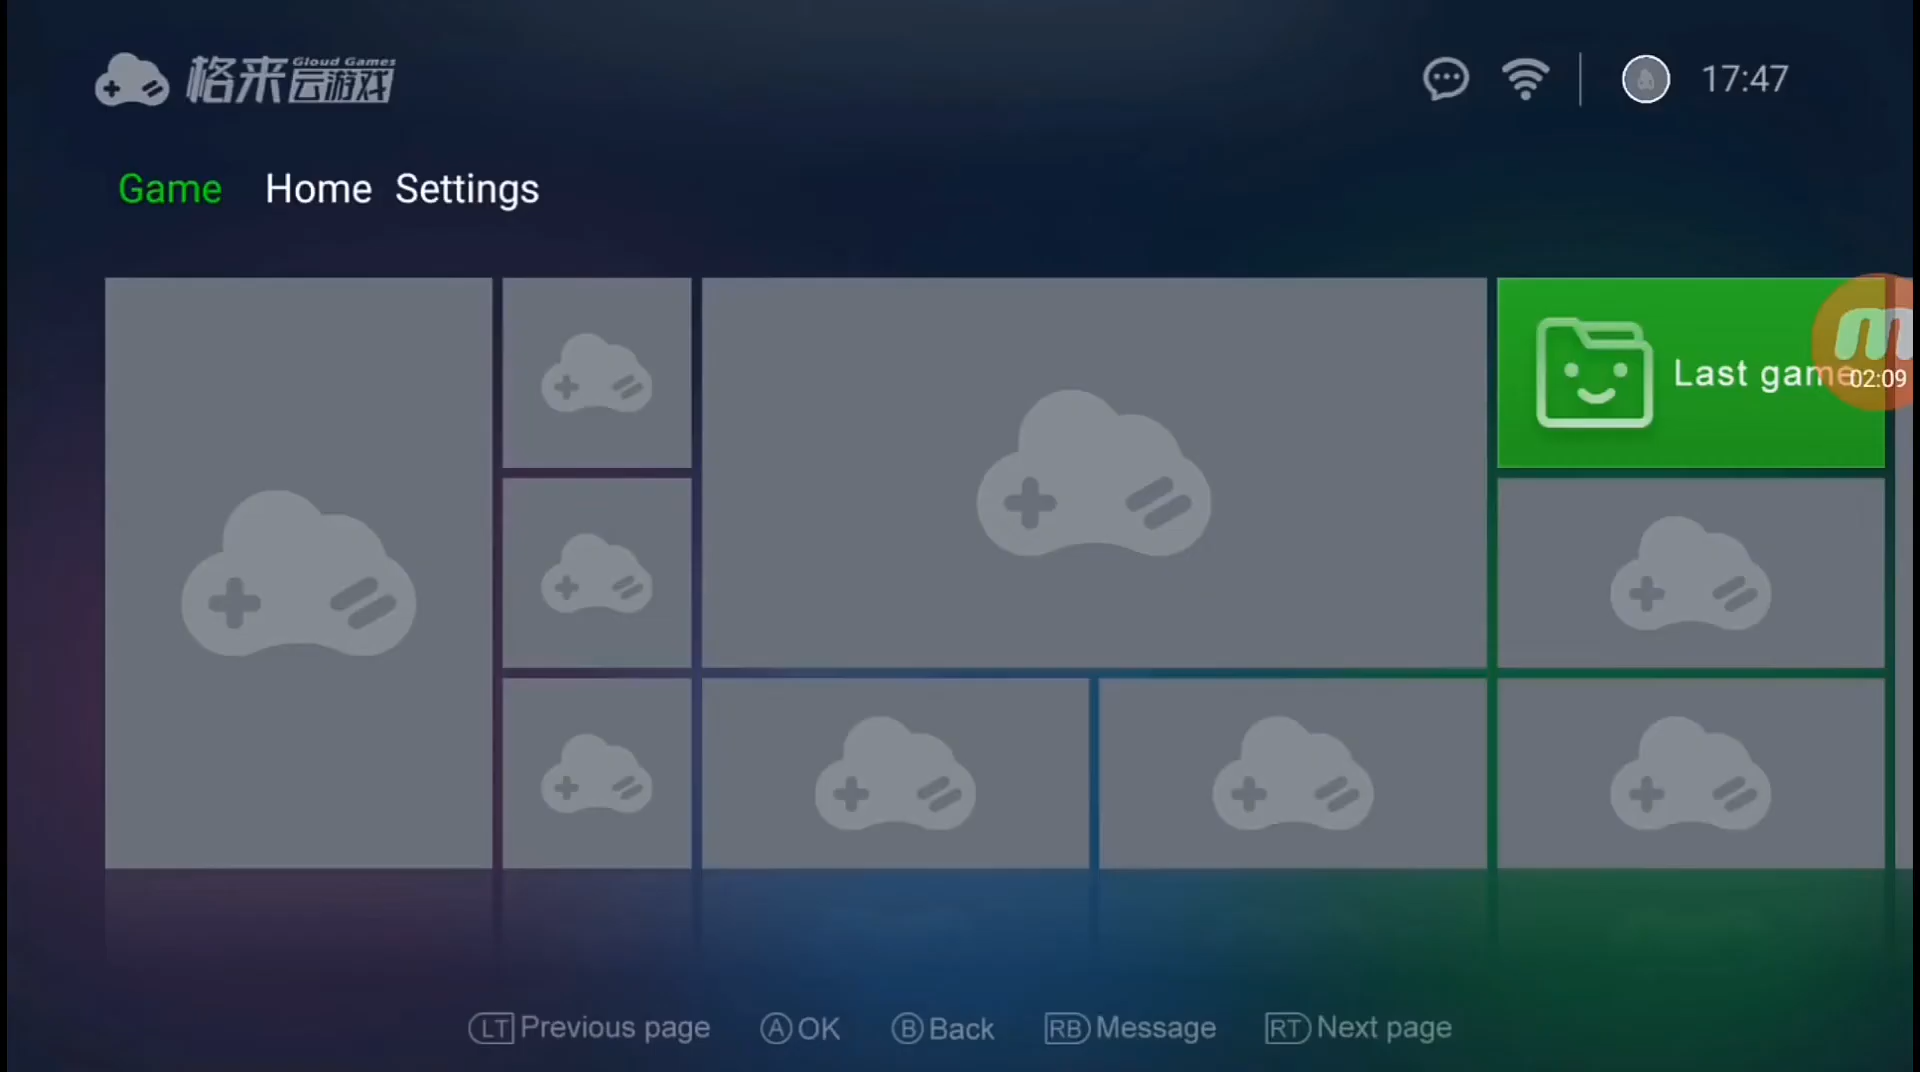 格来云游戏 Gloud Games
17:47
Game Home Settings
Last game
02:09
LT Previous page A OK B Back RB Message RT Next page